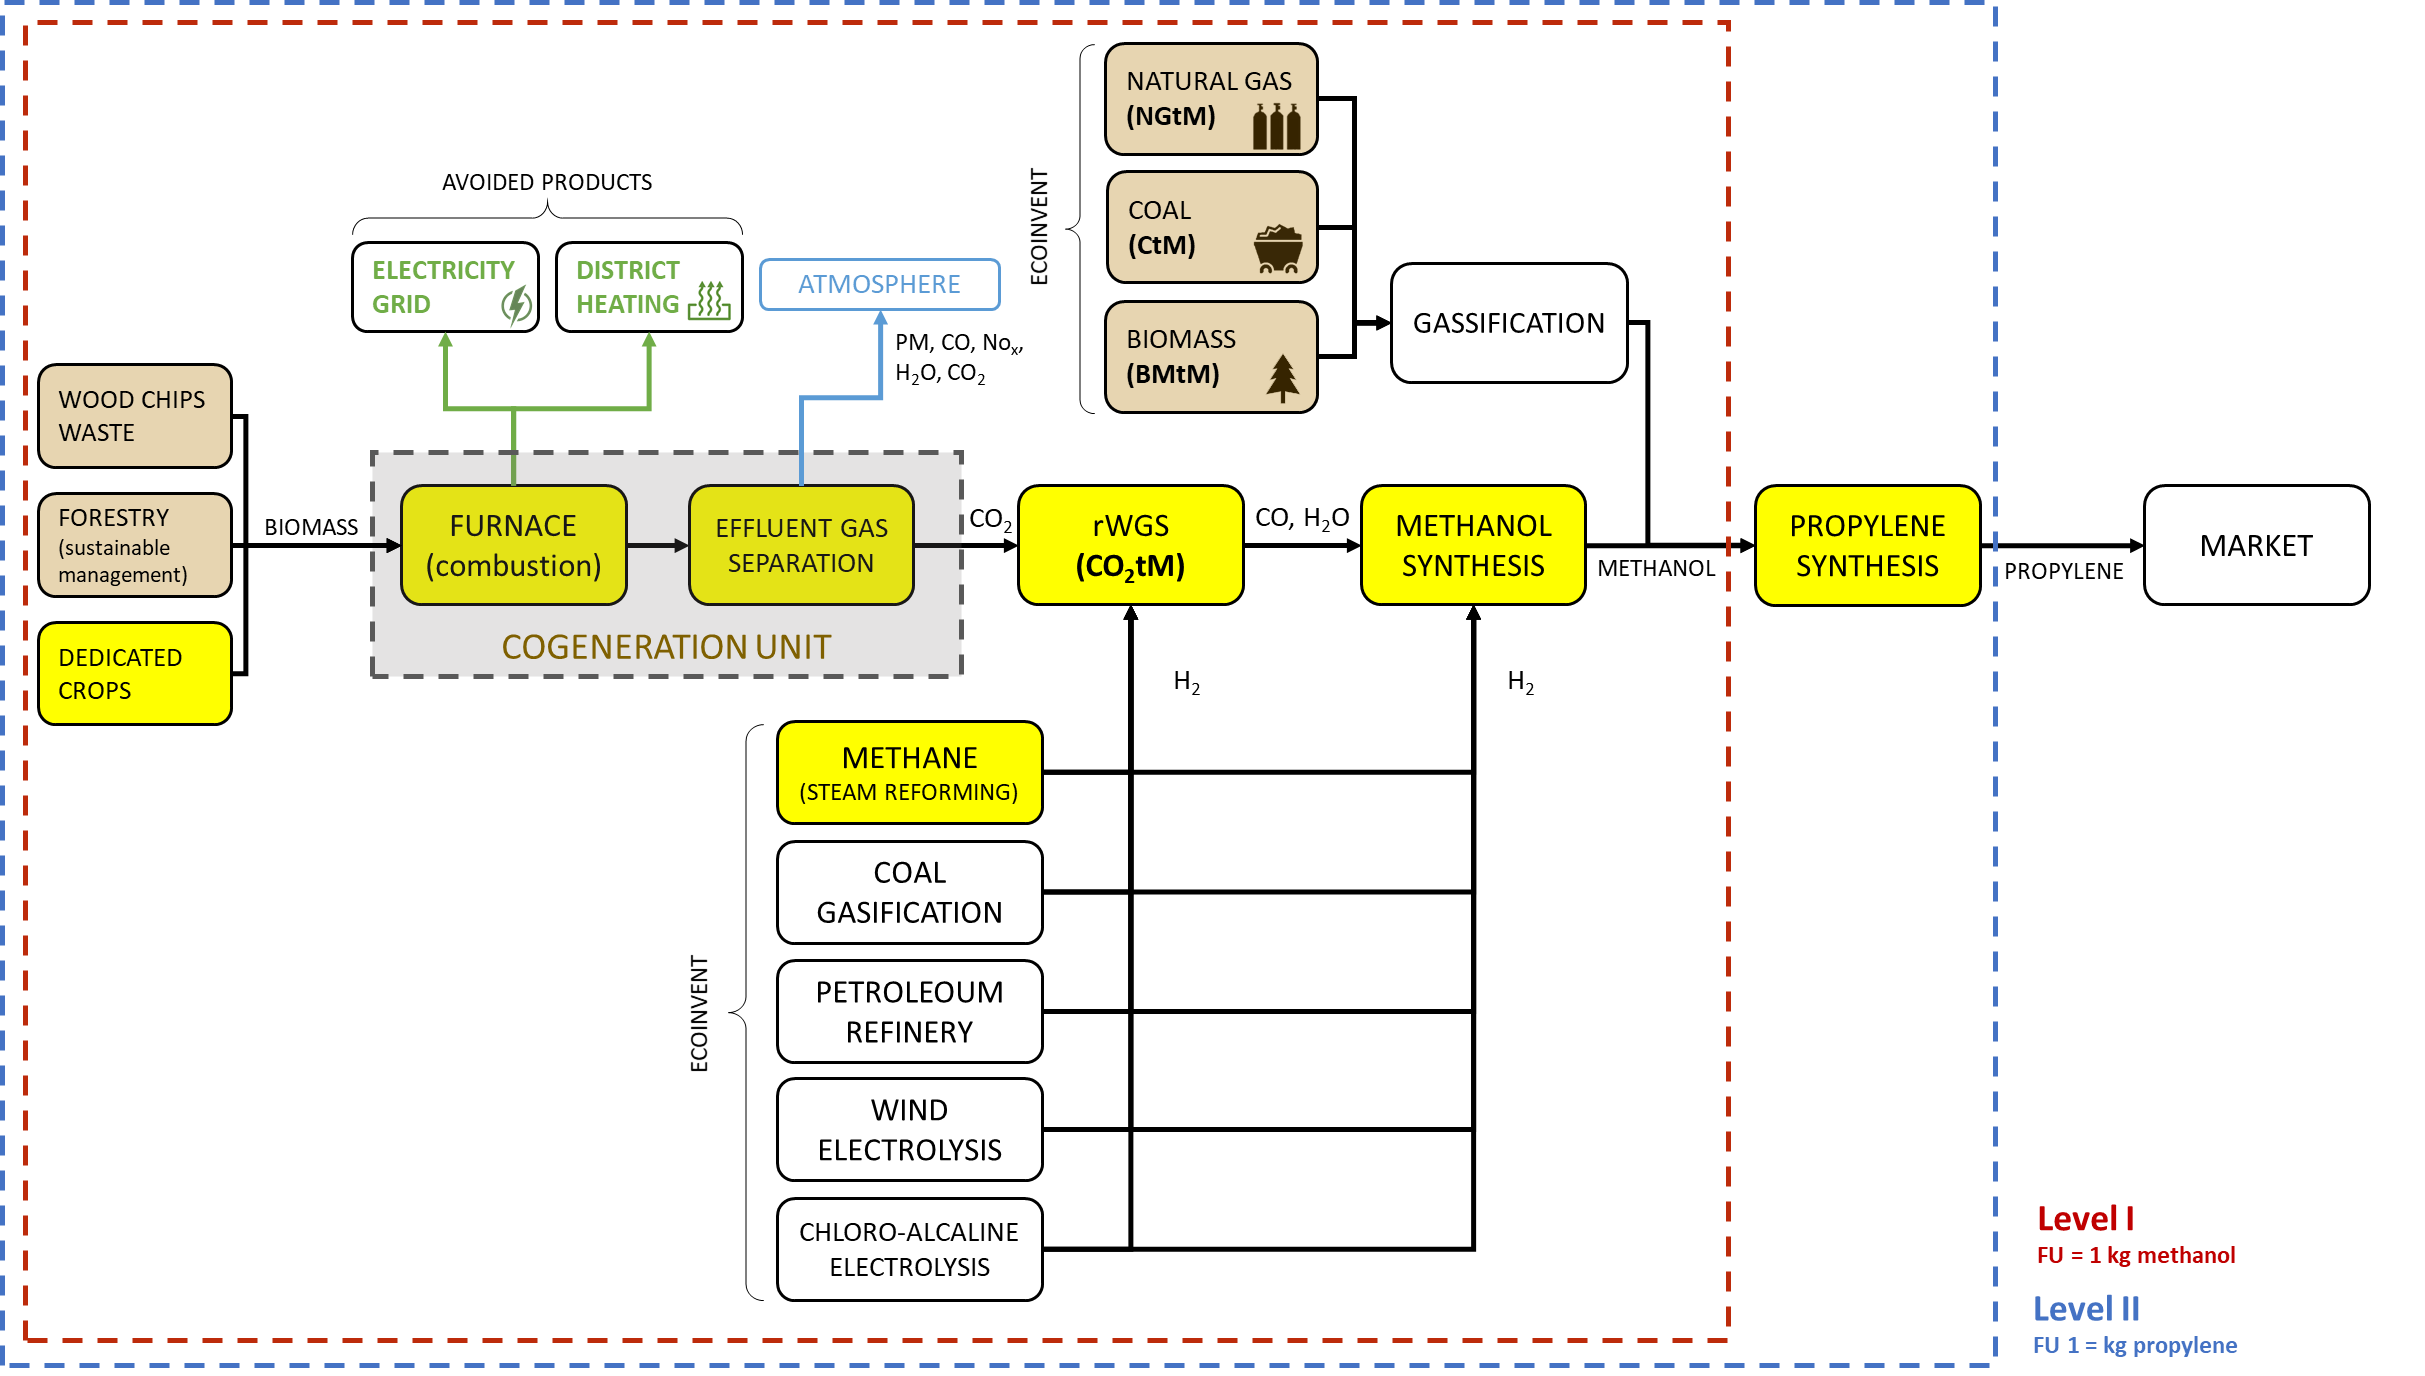 NATURAL GAS
(NGtM)
COAL
(CtM)
BIOMASS
(BMtM)
ECOINVENT
GASSIFICATION
AVOIDED PRODUCTS
ELECTRICITY
GRID
DISTRICT
HEATING
ATMOSPHERE
PM, CO, Noₓ,
H₂O, CO₂
WOOD CHIPS
WASTE
FORESTRY
(sustainable
management)
DEDICATED
CROPS
BIOMASS
FURNACE
(combustion)
EFFLUENT GAS
SEPARATION
COGENERATION UNIT
CO₂
rWGS
(CO₂tM)
CO, H₂O
METHANOL
SYNTHESIS
METHANOL
PROPYLENE
SYNTHESIS
PROPYLENE
MARKET
H₂
H₂
ECOINVENT
METHANE
(STEAM REFORMING)
COAL
GASIFICATION
PETROLEOUM
REFINERY
WIND
ELECTROLYSIS
CHLORO-ALCALINE
ELECTROLYSIS
Level I
FU = 1 kg methanol
Level II
FU 1 = kg propylene